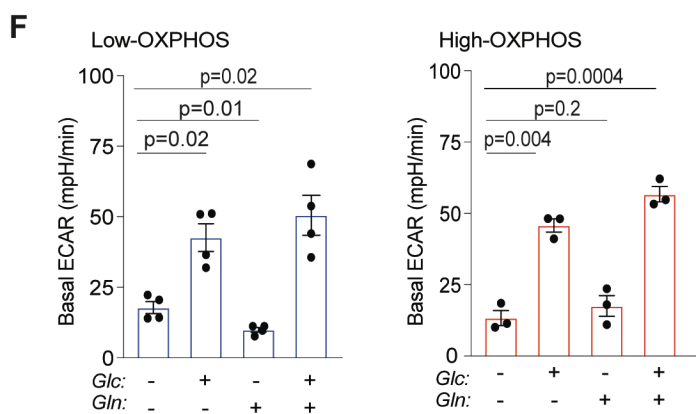 F
Low-OXPHOS
100
75
50
25
0
Basal ECAR (mpH/min)
p=0.02
p=0.01
p=0.02
Glc: - + - +
Gln: - - + +
High-OXPHOS
100
75
50
25
0
Basal ECAR (mpH/min)
p=0.0004
p=0.2
p=0.004
Glc: - + - +
Gln: - - + +